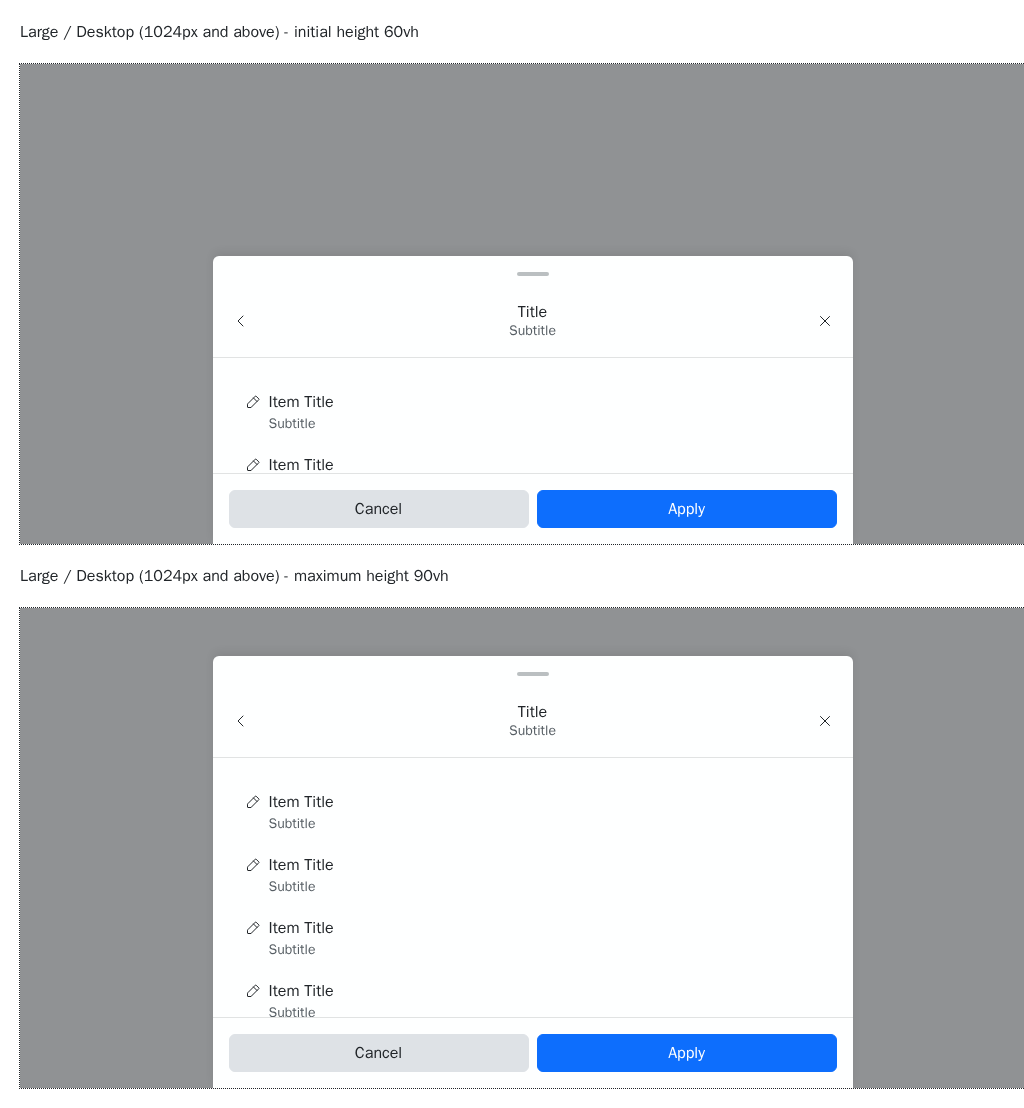 Large / Desktop (1024px and above) - initial height 60vh
Title
Subtitle
Item Title
Subtitle
Item Title
Cancel Apply
Large / Desktop (1024px and above) - maximum height 90vh
Title
Subtitle
Item Title
Subtitle
Item Title
Subtitle
Item Title
Subtitle
Item Title
Subtitle
Cancel Apply